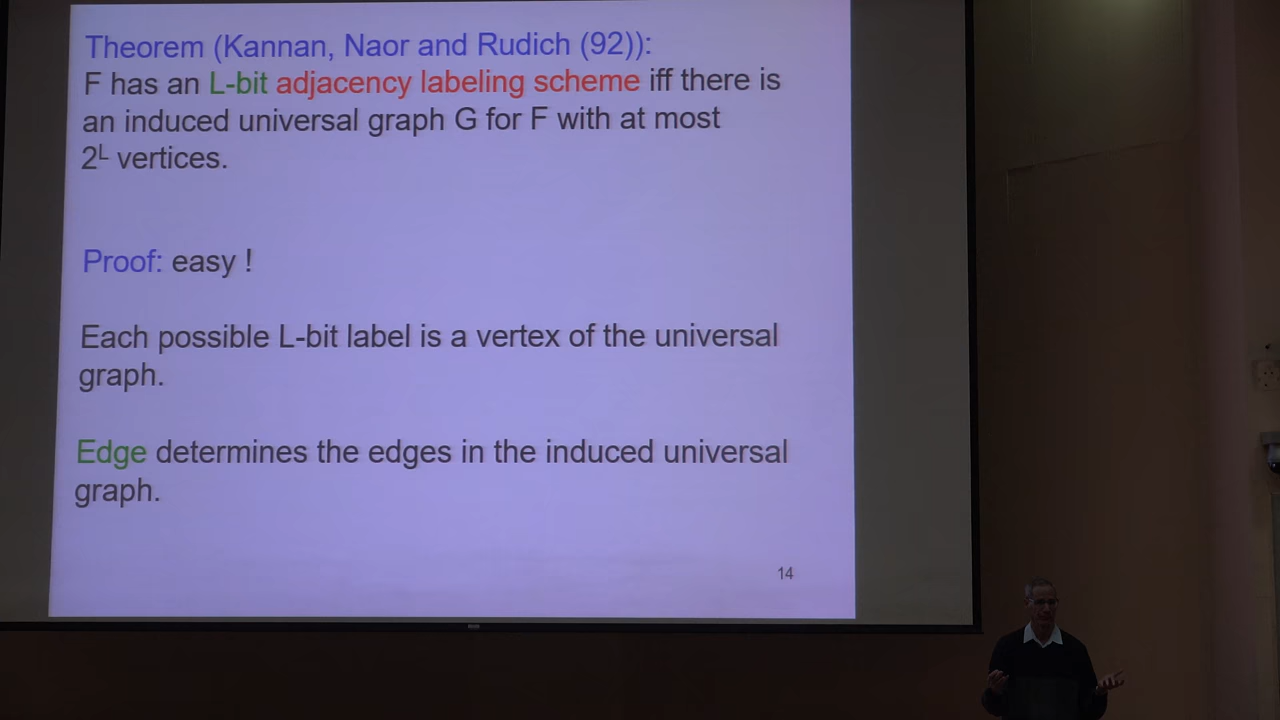 Theorem (Kannan, Naor and Rudich (92)):
F has an L-bit adjacency labeling scheme iff there is
an induced universal graph G for F with at most
2ᴸ vertices.
Proof: easy !
Each possible L-bit label is a vertex of the universal
graph.
Edge determines the edges in the induced universal
graph.
14